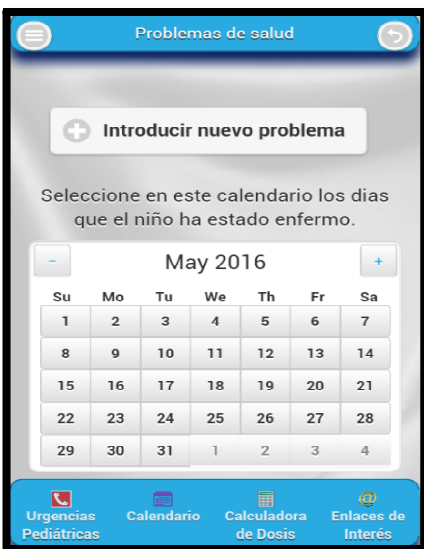 Problemas de salud
Introducir nuevo problema
Seleccione en este calendario los dias
que el niño ha estado enfermo.
- May 2016 +
Su Mo Tu We Th Fr Sa
1 2 3 4 5 6 7
8 9 10 11 12 13 14
15 16 17 18 19 20 21
22 23 24 25 26 27 28
29 30 31 1 2 3 4
Urgencias Calendario Calculadora Enlaces de
Pediátricas de Dosis Interés